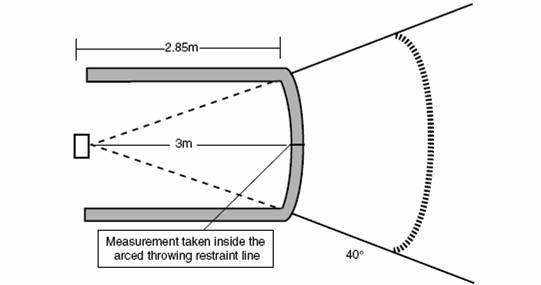 2.85m
3m
Measurement taken inside the
arced throwing restraint line
40°